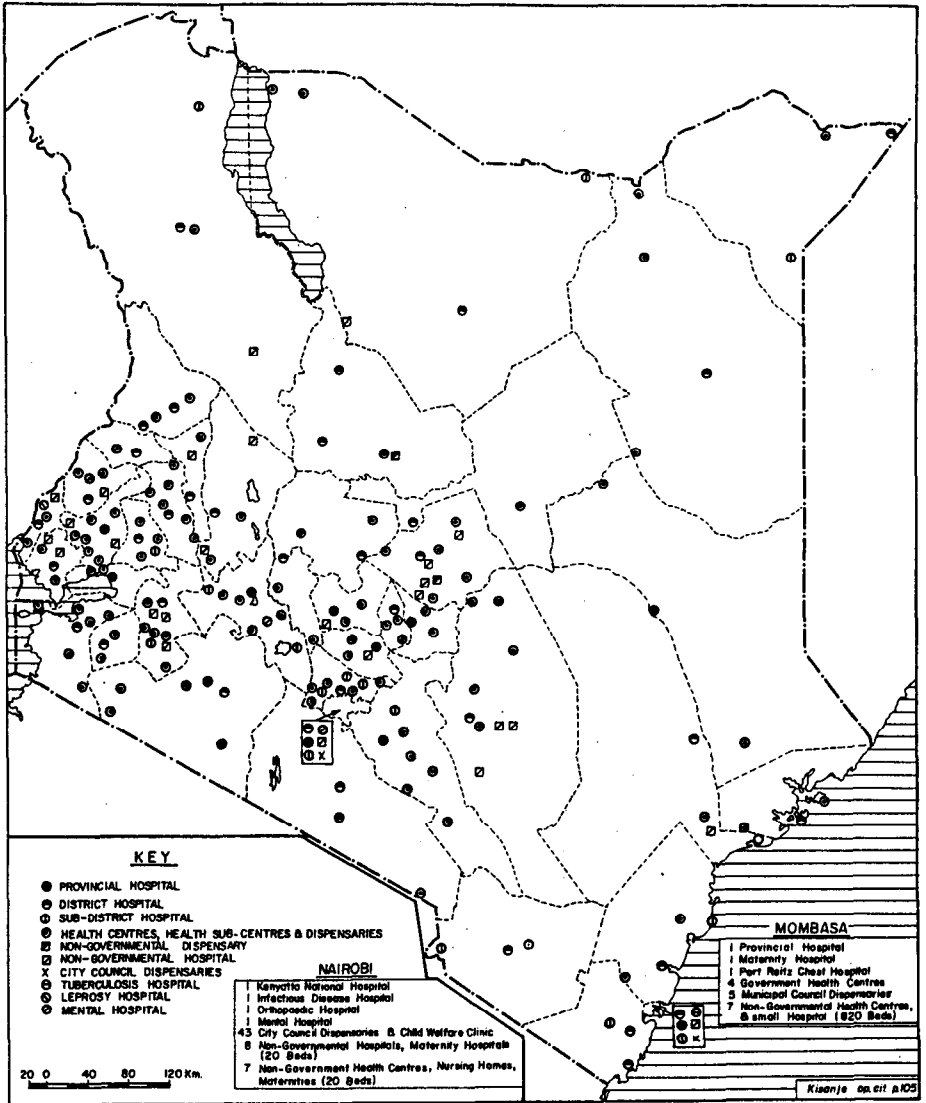 KEY
PROVINCIAL HOSPITAL
DISTRICT HOSPITAL
SUB-DISTRICT HOSPITAL
HEALTH CENTRES, HEALTH SUB-CENTRES & DISPENSARIES
NON-GOVERNMENTAL DISPENSARY
NON-GOVERNMENTAL HOSPITAL
X CITY COUNCIL DISPENSARIES
TUBERCULOSIS HOSPITAL
LEPROSY HOSPITAL
MENTAL HOSPITAL
20 0 40 80 120 Km.
NAIROBI
1 Kenyatta National Hospital
1 Infectious Disease Hospital
1 Orthopaedic Hospital
1 Mental Hospital
43 City Council Dispensaries & Child Welfare Clinic
8 Non-Governmental Hospitals, Maternity Hospitals
(20 Beds)
7 Non-Governmental Health Centres, Nursing Homes,
Maternities (20 Beds)
MOMBASA
1 Provincial Hospital
1 Maternity Hospital
1 Port Reitz Chest Hospital
4 Government Health Centres
5 Municipal Council Dispensaries
7 Non-Governmental Health Centres,
& small Hospital (820 Beds)
X
X
Kisanje op. cit p.105